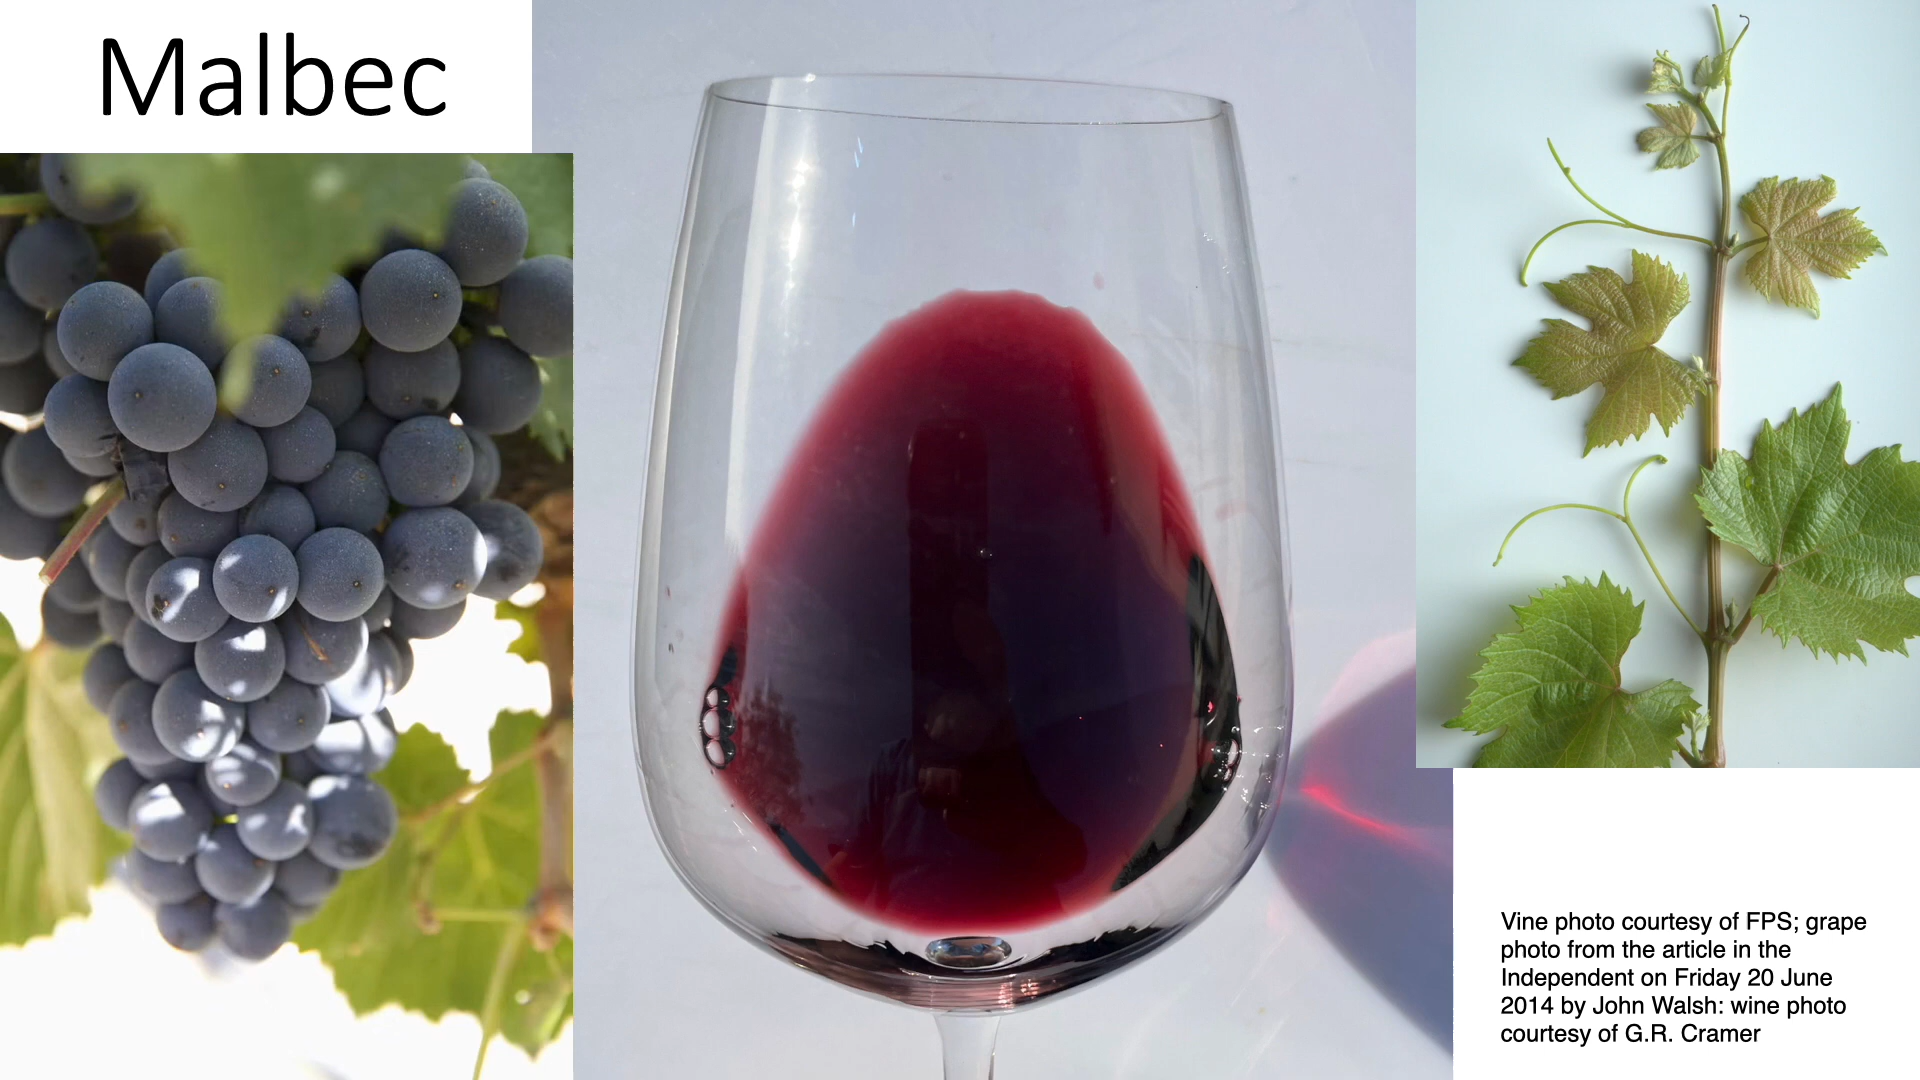 Malbec
Vine photo courtesy of FPS; grape
photo from the article in the
Independent on Friday 20 June
2014 by John Walsh: wine photo
courtesy of G.R. Cramer